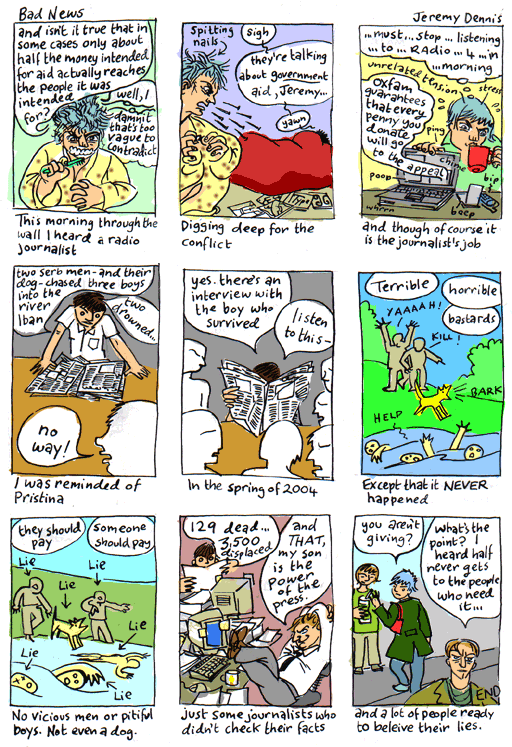 Bad News
Jeremy Dennis
and isn't it true that in
some cases only about
half the money intended
for aid actually reaches
the people it was
intended
for?
well, I
damnit
that's too
vague to
contradict
This morning through the
wall I heard a radio
journalist
Spitting
nails
sigh
they're talking
about government
aid, Jeremy...
yawn
Digging deep for the
conflict
...must... stop... listening
...to... RADIO... 4...in
...morning
unrelated tension
stress
Oxfam
guarantees
that every
penny you
donate
will go
to the appeal
ping
chime
poop
bip
whrrn
beep
and though of course it
is the journalist's job
two serb men - and their
dog - chased three boys
into the
river
Iban
two
drowned...
no
way!
I was reminded of
Pristina
yes. there's an
interview with
the boy who
survived
listen
to this-
In the spring of 2004
Terrible
horrible
bastards
YAAAAH!
KILL!
BARK
HELP
Except that it NEVER
happened
they should
pay
someone
should pay
Lie
Lie
Lie
Lie
Lie
Lie
No vicious men or pitiful
boys. Not even a dog.
129 dead...
3,500
displaced
and
THAT,
my son
is the
power
of the
press.
just some journalists who
didn't check their facts
you aren't
giving?
What's the
point? I
heard half
never gets
to the people
who need
it...
END
and a lot of people ready
to beleive their lies.